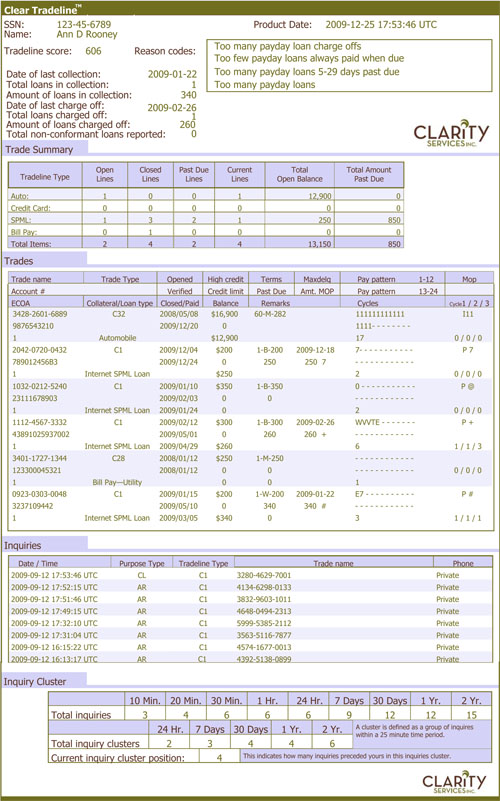 Clear Tradeline™
SSN: 123-45-6789 Product Date: 2009-12-25 17:53:46 UTC
Name: Ann D Rooney
Tradeline score: 606 Reason codes:
Too many payday loan charge offs
Too few payday loans always paid when due
Too many payday loans 5-29 days past due
Too many payday loans
Date of last collection: 2009-01-22
Total loans in collection: 1
Amount of loans in collection: 340
Date of last charge off: 2009-02-26
Total loans charged off: 1
Amount of loans charged off: 260
Total non-conformant loans reported: 0
CLARITY
SERVICES INC.
Trade Summary
Tradeline Type Open Lines Closed Lines Past Due Lines Current Lines Total Open Balance Total Amount Past Due
Auto: 1 0 0 1 12,900 0
Credit Card: 0 0 0 0 0 0
SPML: 1 3 2 1 250 850
Bill Pay: 0 1 0 0 0 0
Total Items: 2 4 2 4 13,150 850
Trades
Trade name Trade Type Opened High credit Terms Maxdelq Pay pattern 1-12 Mop
Account # Verified Credit limit Past Due Amt. MOP Pay pattern 13-24
ECOA Collateral/Loan type Closed/Paid Balance Remarks Cycles Cycle1 / 2 / 3
3428-2601-6889 C32 2008/05/08 $16,900 60-M-282 111111111111 I11
9876543210 2009/12/20 0 1111- - - - - - - -
1 Automobile $12,900 17 0 / 0 / 0
2042-0720-0432 C1 2009/12/04 $200 1-B-200 2009-12-18 7- - - - - - - - - - - P 7
789012456B3 2009/12/24 0 250 250 7 - - - - - - - - - - - -
1 Internet SPML Loan $250 2 0 / 0 / 0
1032-0212-5240 C1 2009/01/10 $350 1-B-350 0 - - - - - - - - - - - P @
23111678903 2009/02/03 0 0 - - - - - - - - - - - -
1 Internet SPML Loan 2009/01/24 0 2 0 / 0 / 0
1112-4567-3332 C1 2009/02/12 $300 1-B-300 2009-02-26 WVVTE - - - - - - - P +
43891025937002 2009/05/01 0 260 260 + - - - - - - - - - - - -
1 Internet SPML Loan 2009/04/29 $260 6 1 / 1 / 3
3401-1727-1344 C28 2008/01/12 $250 1-M-250 - - - - - - - - - - - -
123300045321 2008/01/12 0 0 - - - - - - - - - - - - 0 / 0 / 0
1 Bill Pay—Utility 0 0 1
0923-0303-0048 C1 2009/01/15 $200 1-W-200 2009-01-22 E7 - - - - - - - - - - P #
3237109442 2009/05/10 0 340 340 # - - - - - - - - - - - -
1 Internet SPML Loan 2009/03/05 $340 0 3 1 / 1 / 1
Inquiries
Date / Time Purpose Type Tradeline Type Trade name Phone
2009-09-12 17:53:46 UTC CL C1 3280-4629-7001 Private
2009-09-12 17:52:15 UTC AR C1 4134-6298-0133 Private
2009-09-12 17:51:46 UTC AR C1 3832-9603-1011 Private
2009-09-12 17:49:15 UTC AR C1 4648-0494-2313 Private
2009-09-12 17:32:10 UTC AR C1 5999-5385-2112 Private
2009-09-12 17:31:04 UTC AR C1 3563-5116-7877 Private
2009-09-12 16:15:22 UTC AR C1 4574-1677-0013 Private
2009-09-12 16:13:17 UTC AR C1 4392-5138-0899 Private
Inquiry Cluster
10 Min. 20 Min. 30 Min. 1 Hr. 24 Hr. 7 Days 30 Days 1 Yr. 2 Yr.
Total inquiries 3 4 6 6 6 9 12 12 15
24 Hr. 7 Days 30 Days 1 Yr. 2 Yr.
A cluster is defined as a group of inquires
within a 25 minute time period.
Total inquiry clusters 2 3 4 4 6
Current inquiry cluster position: 4 This indicates how many inquiries preceded yours in this inquiries cluster.
CLARITY
SERVICES INC.